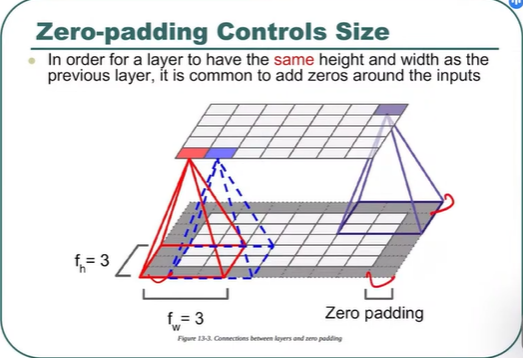 Zero-padding Controls Size
In order for a layer to have the same height and width as the
previous layer, it is common to add zeros around the inputs
fh= 3
fw= 3
Zero padding
Figure 13-3. Connections between layers and zero padding